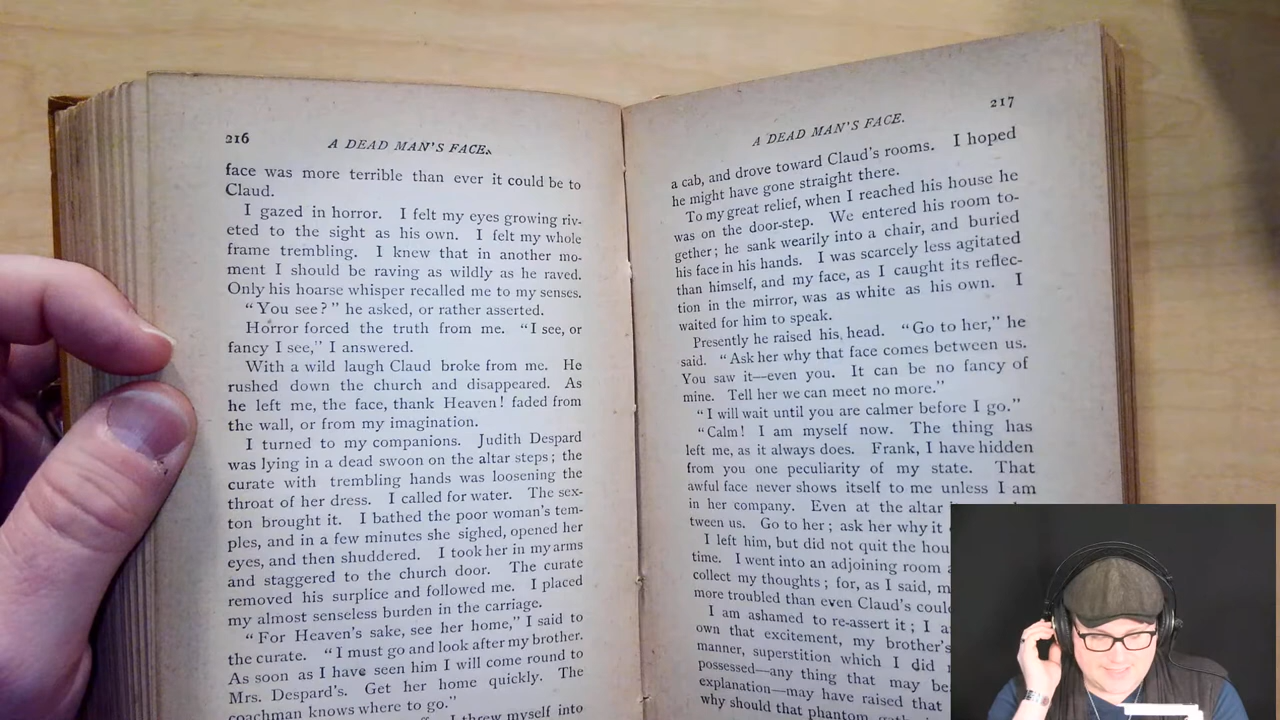 216
A DEAD MAN'S FACE.
face was more terrible than ever it could be to
Claud.
I gazed in horror. I felt my eyes growing riv-
eted to the sight as his own. I felt my whole
frame trembling. I knew that in another mo-
ment I should be raving as wildly as he raved.
Only his hoarse whisper recalled me to my senses.
"You see?" he asked, or rather asserted.
Horror forced the truth from me. "I see, or
fancy I see," I answered.
With a wild laugh Claud broke from me. He
rushed down the church and disappeared. As
he left me, the face, thank Heaven! faded from
the wall, or from my imagination.
I turned to my companions. Judith Despard
was lying in a dead swoon on the altar steps; the
curate with trembling hands was loosening the
throat of her dress. I called for water. The sex-
ton brought it. I bathed the poor woman's tem-
ples, and in a few minutes she sighed, opened her
eyes, and then shuddered. I took her in my arms
and staggered to the church door. The curate
removed his surplice and followed me. I placed
my almost senseless burden in the carriage.
"For Heaven's sake, see her home," I said to
the curate. "I must go and look after my brother.
As soon as I have seen him I will come round to
Mrs. Despard's. Get her home quickly. The
coachman knows where to go."
I threw myself into
217
A DEAD MAN'S FACE.
a cab, and drove toward Claud's rooms. I hoped
he might have gone straight there.
To my great relief, when I reached his house he
was on the door-step. We entered his room to-
gether; he sank wearily into a chair, and buried
his face in his hands. I was scarcely less agitated
than himself, and my face, as I caught its reflec-
tion in the mirror, was as white as his own. I
waited for him to speak.
Presently he raised his head. "Go to her," he
said. "Ask her why that face comes between us.
You saw it—even you. It can be no fancy of
mine. Tell her we can meet no more."
"I will wait until you are calmer before I go."
"Calm! I am myself now. The thing has
left me, as it always does. Frank, I have hidden
from you one peculiarity of my state. That
awful face never shows itself to me unless I am
in her company. Even at the altar
tween us. Go to her; ask her why it
I left him, but did not quit the hou
time. I went into an adjoining room
collect my thoughts; for, as I said, m
more troubled than even Claud's coul
I am ashamed to re-assert it; I a
own that excitement, my brother's
manner, superstition which I did
possessed—any thing that may be
explanation—may have raised that
why should that phantom